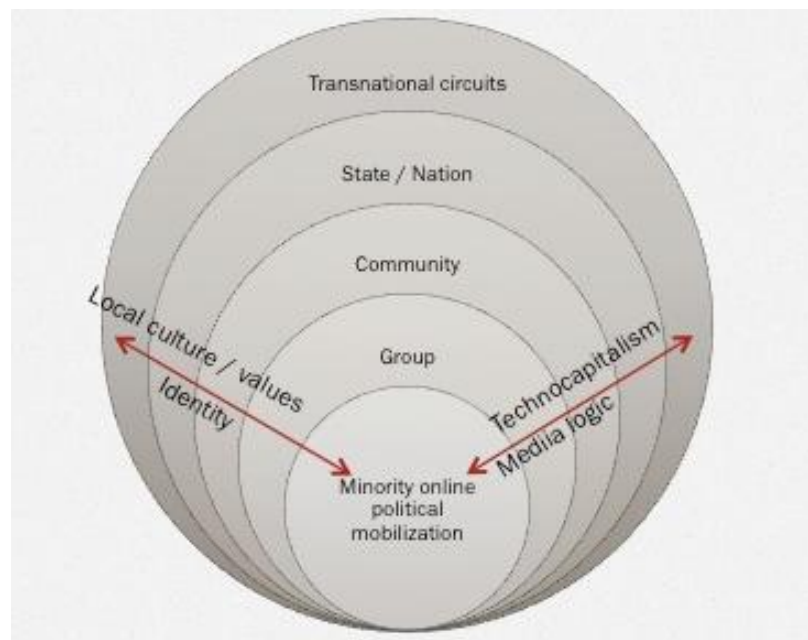 Transnational circuits
State / Nation
Community
Group
Local culture / values
Identity
Technocapitalism
Media logic
Minority online
political
mobilization